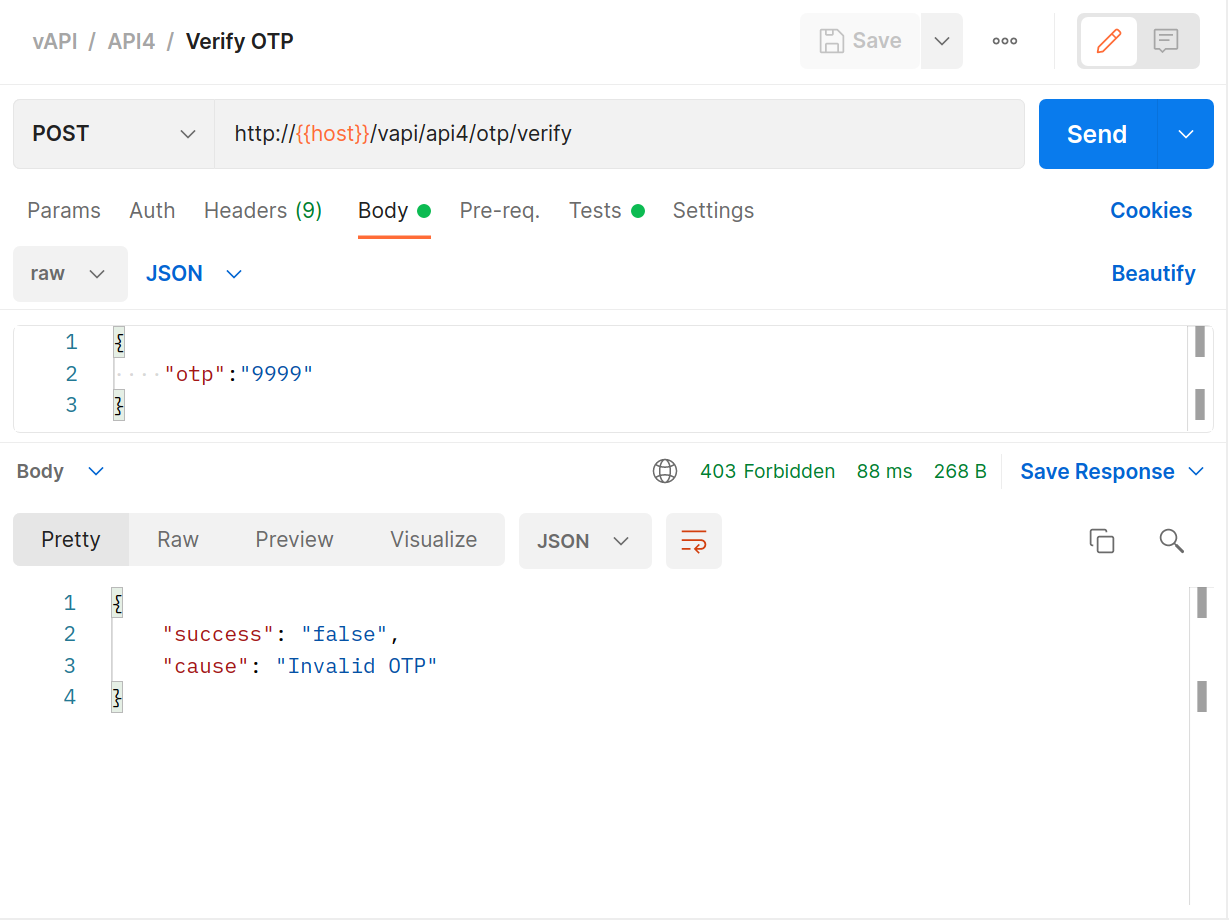 vAPI / API4 / Verify OTP
Save
POST
http://{{host}}/vapi/api4/otp/verify
Send
Params Auth Headers (9) Body Pre-req. Tests Settings Cookies
raw JSON Beautify
1 {
2 ····"otp":"9999"
3 }
Body 403 Forbidden 88 ms 268 B Save Response
Pretty Raw Preview Visualize JSON
1 {
2 "success": "false",
3 "cause": "Invalid OTP"
4 }